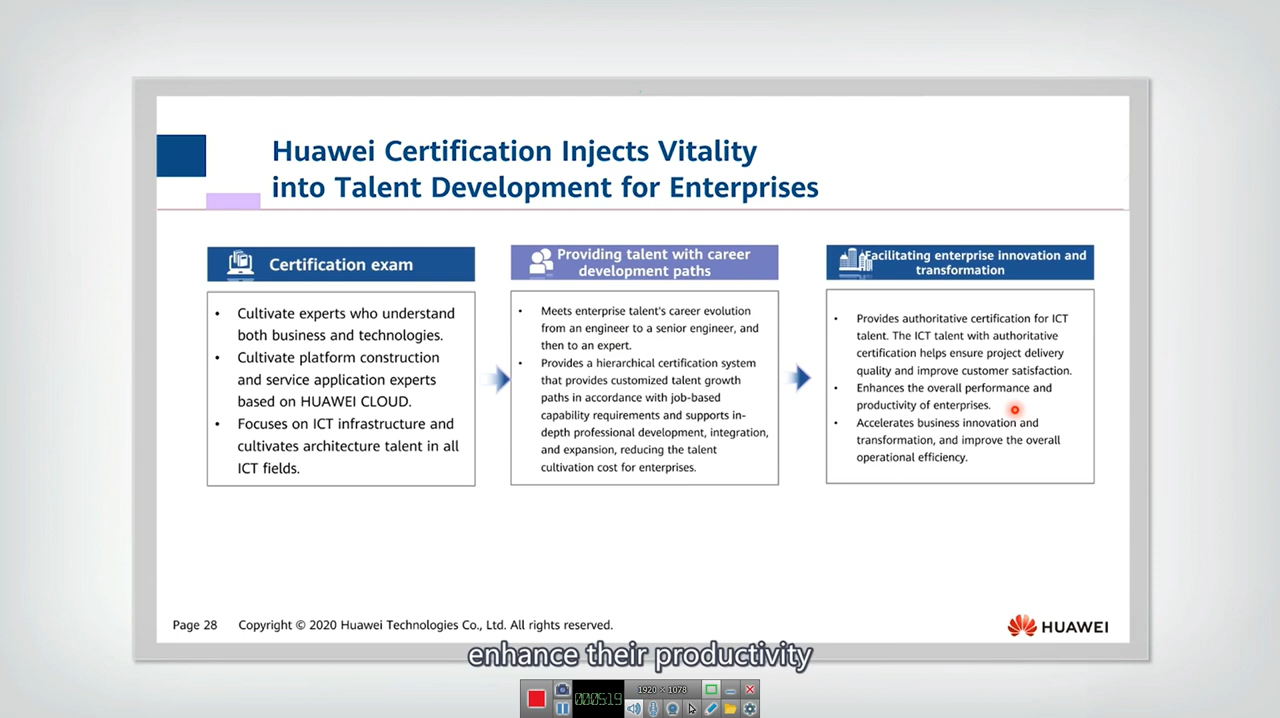 Huawei Certification Injects Vitality
into Talent Development for Enterprises
Certification exam
• Cultivate experts who understand
both business and technologies.
• Cultivate platform construction
and service application experts
based on HUAWEI CLOUD.
• Focuses on ICT infrastructure and
cultivates architecture talent in all
ICT fields.
Providing talent with career
development paths
• Meets enterprise talent's career evolution
from an engineer to a senior engineer, and
then to an expert.
• Provides a hierarchical certification system
that provides customized talent growth
paths in accordance with job-based
capability requirements and supports in-
depth professional development, integration,
and expansion, reducing the talent
cultivation cost for enterprises.
Facilitating enterprise innovation and
transformation
• Provides authoritative certification for ICT
talent. The ICT talent with authoritative
certification helps ensure project delivery
quality and improve customer satisfaction.
• Enhances the overall performance and
productivity of enterprises.
• Accelerates business innovation and
transformation, and improve the overall
operational efficiency.
Page 28 Copyright © 2020 Huawei Technologies Co., Ltd. All rights reserved.
HUAWEI
enhance their productivity
000519
1920 × 1078